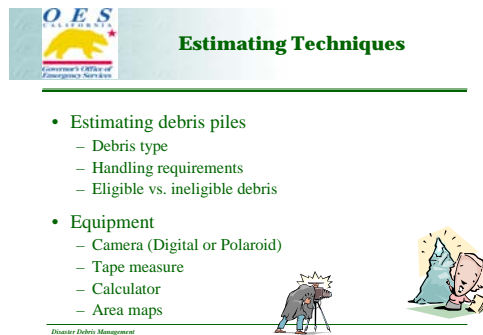 O E S
CALIFORNIA
Governor's Office of
Emergency Services
Estimating Techniques
• Estimating debris piles
– Debris type
– Handling requirements
– Eligible vs. ineligible debris
• Equipment
– Camera (Digital or Polaroid)
– Tape measure
– Calculator
– Area maps
Disaster Debris Management